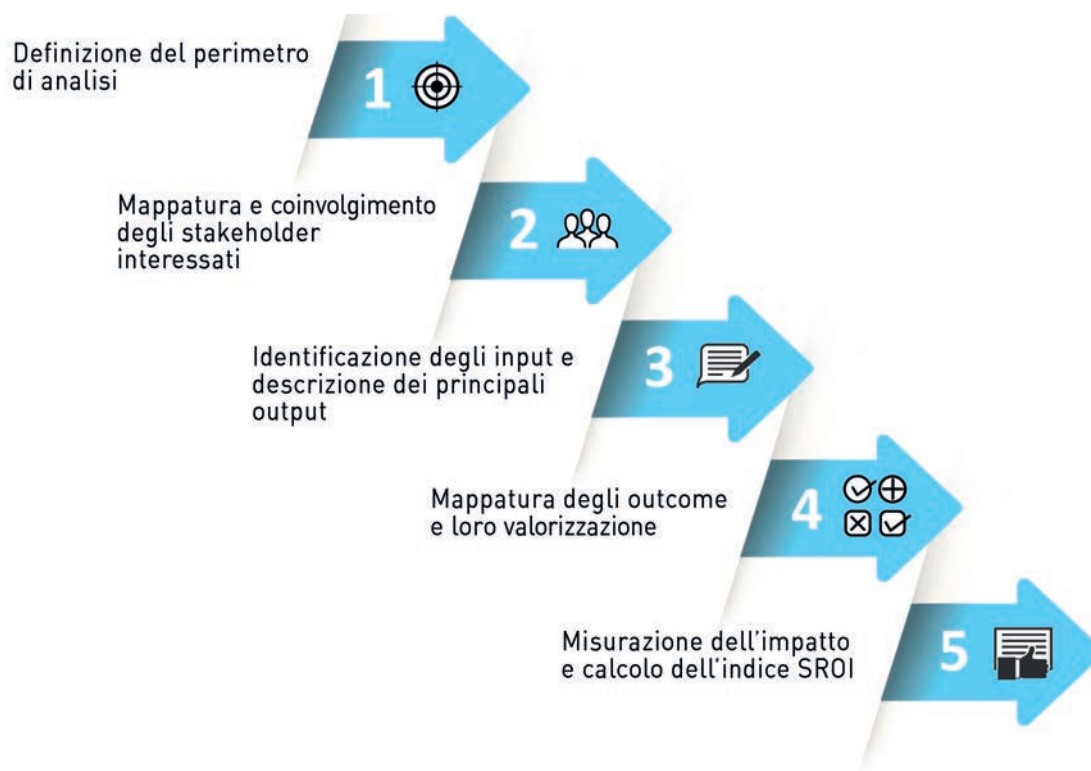 Definizione del perimetro
di analisi
1
Mappatura e coinvolgimento
degli stakeholder
interessati
2
Identificazione degli input e
descrizione dei principali
output
3
Mappatura degli outcome
e loro valorizzazione
4
Misurazione dell'impatto
e calcolo dell'indice SROI
5